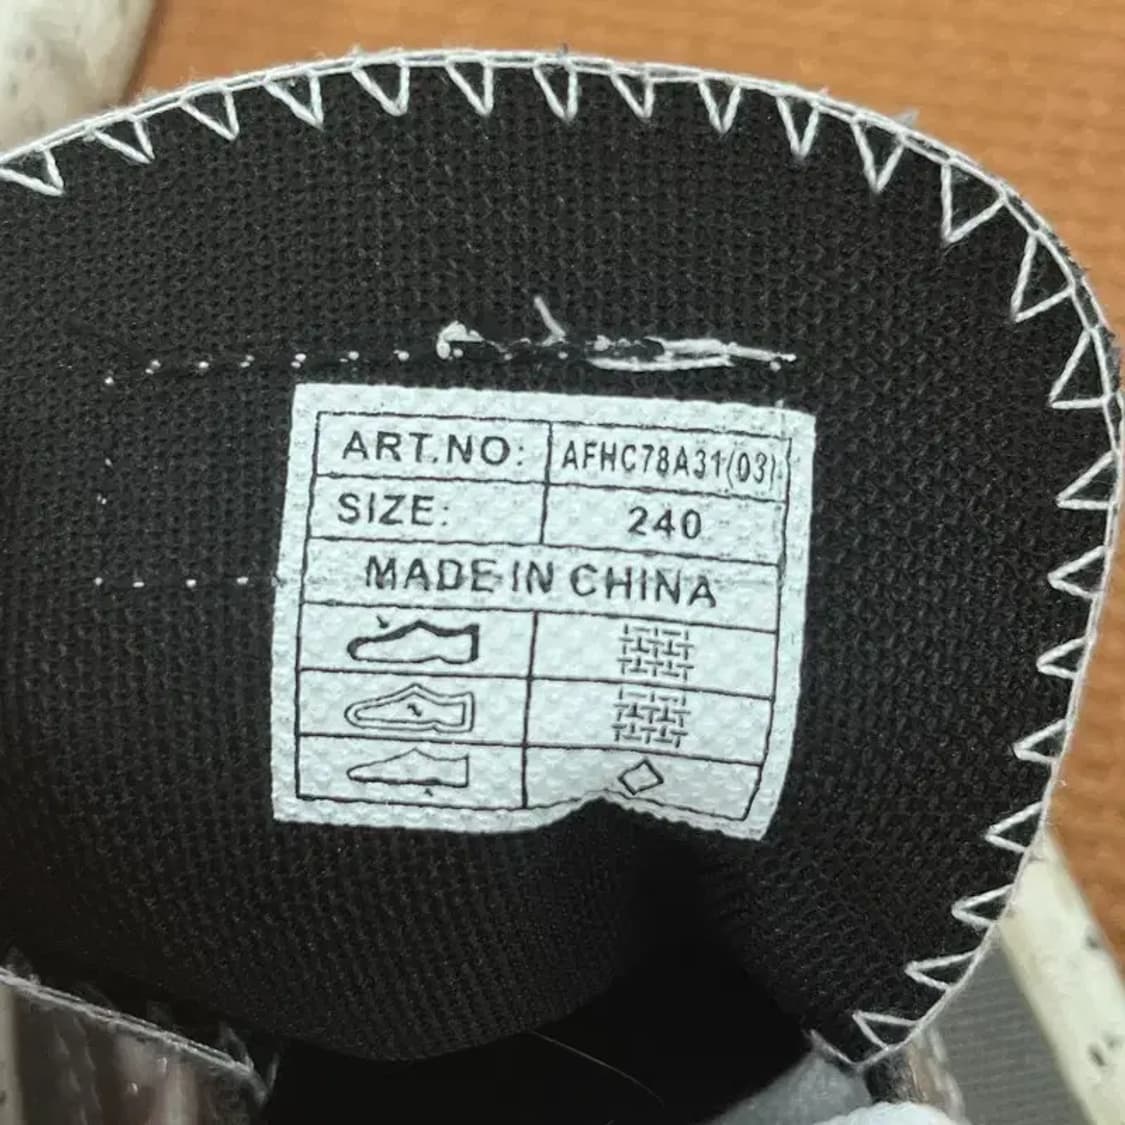 ART.NO: AFHC78A31(03)
SIZE: 240
MADE IN CHINA